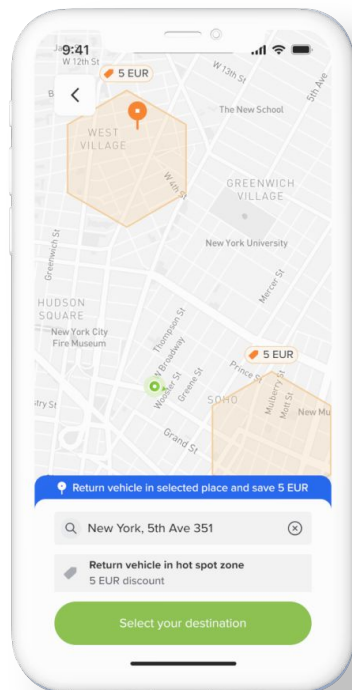 9:41
W 12th St
5 EUR
W 13th St
5th Ave
The New School
WEST
VILLAGE
W 4th St
GREENWICH
VILLAGE
New York University
Greenwich St
Mercer St
HUDSON
SQUARE
New York City
Fire Museum
Thompson St
W Broadway
5 EUR
Prince St
Wooster St
Greene St
SOHO
Mulberry St
Mott St
New Mu
stry St
Grand St
Return vehicle in selected place and save 5 EUR
New York, 5th Ave 351
Return vehicle in hot spot zone
5 EUR discount
Select your destination